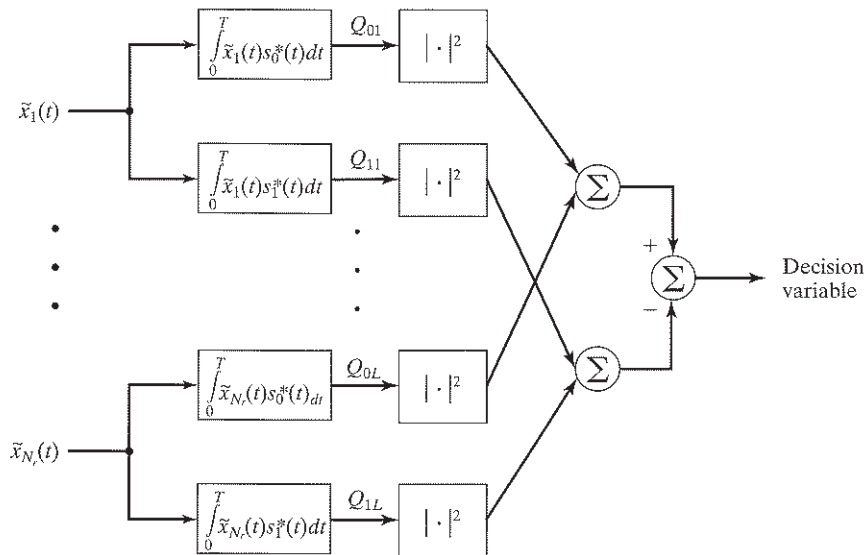 ∫₀ᵀ x̃₁(t)s₀*(t)dt
Q₀₁
| · |²
x̃₁(t)
∫₀ᵀ x̃₁(t)s₁*(t)dt
Q₁₁
| · |²
Σ
+
Σ
Decision
variable
−
∫₀ᵀ x̃_{N_r}(t)s₀*(t)dt
Q₀L
| · |²
Σ
x̃_{N_r}(t)
∫₀ᵀ x̃_{N_r}(t)s₁*(t)dt
Q₁L
| · |²